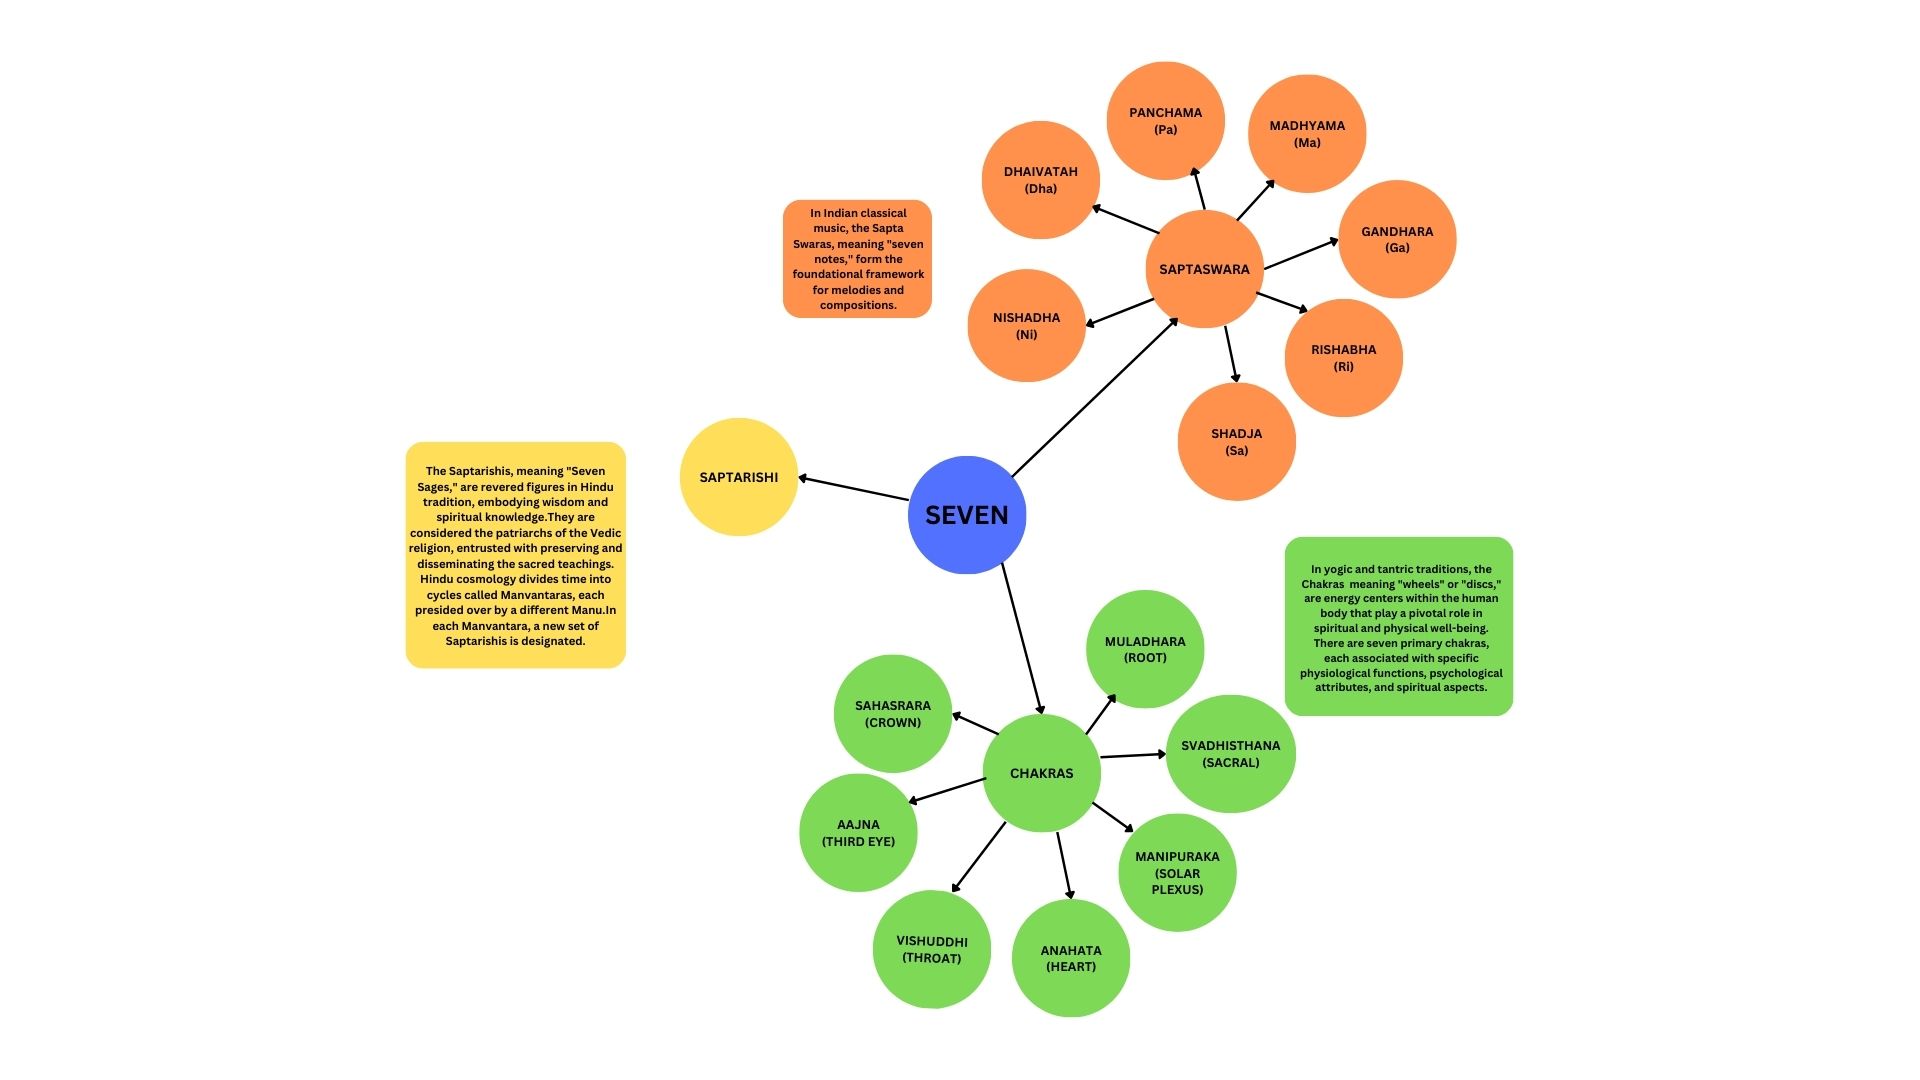 PANCHAMA
(Pa)
MADHYAMA
(Ma)
DHAIVATAH
(Dha)
GANDHARA
(Ga)
In Indian classical
music, the Sapta
Swaras, meaning "seven
notes," form the
foundational framework
for melodies and
compositions.
SAPTASWARA
NISHADHA
(Ni)
RISHABHA
(Ri)
SHADJA
(Sa)
SAPTARISHI
SEVEN
The Saptarishis, meaning "Seven
Sages," are revered figures in Hindu
tradition, embodying wisdom and
spiritual knowledge.They are
considered the patriarchs of the Vedic
religion, entrusted with preserving and
disseminating the sacred teachings.
Hindu cosmology divides time into
cycles called Manvantaras, each
presided over by a different Manu.In
each Manvantara, a new set of
Saptarishis is designated.
In yogic and tantric traditions, the
Chakras  meaning "wheels" or "discs,"
are energy centers within the human
body that play a pivotal role in
spiritual and physical well-being.
There are seven primary chakras,
each associated with specific
physiological functions, psychological
attributes, and spiritual aspects.
MULADHARA
(ROOT)
SAHASRARA
(CROWN)
SVADHISTHANA
(SACRAL)
CHAKRAS
AAJNA
(THIRD EYE)
MANIPURAKA
(SOLAR
PLEXUS)
VISHUDDHI
(THROAT)
ANAHATA
(HEART)